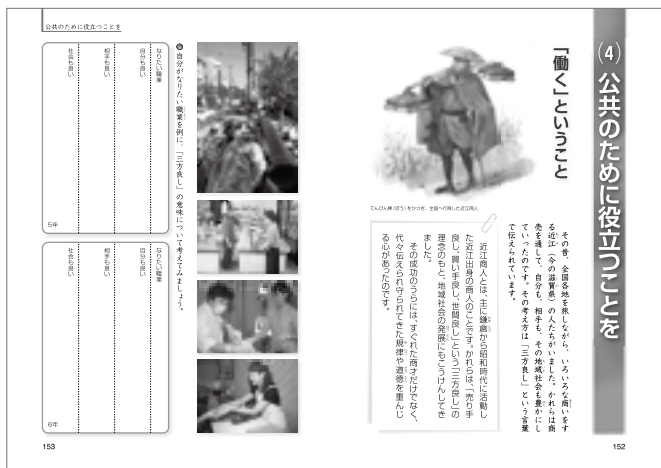 (4)公共のために役立つことを
「働く」ということ
その昔、全国各地を旅しながら、いろいろな商いをす
る近江(今の滋賀県)の人たちがいました。かれらは商
売を通して、自分も、相手も、その地域社会も豊かにし
ていったのです。その考え方は「三方良し」という言葉
で伝えられています。
てんびん棒(ぼう)をかつぎ、全国へ行商した近江商人
近江商人とは、主に鎌倉から昭和時代に活動し
た近江出身の商人のことです。かれらは、「売り手
良し、買い手良し、世間良し」という「三方良し」の
理念のもと、地域社会の発展にもこうけんしてき
ました。
その成功のうらには、すぐれた商才だけでなく、
代々伝えられ守られてきた規律や道徳を重んじ
る心があったのです。
152
公共のために役立つことを
自分がなりたい職業を例に、「三方良し」の意味について考えてみましょう。
なりたい職業
自分も良い
相手も良い
社会も良い
5年
なりたい職業
自分も良い
相手も良い
社会も良い
6年
153